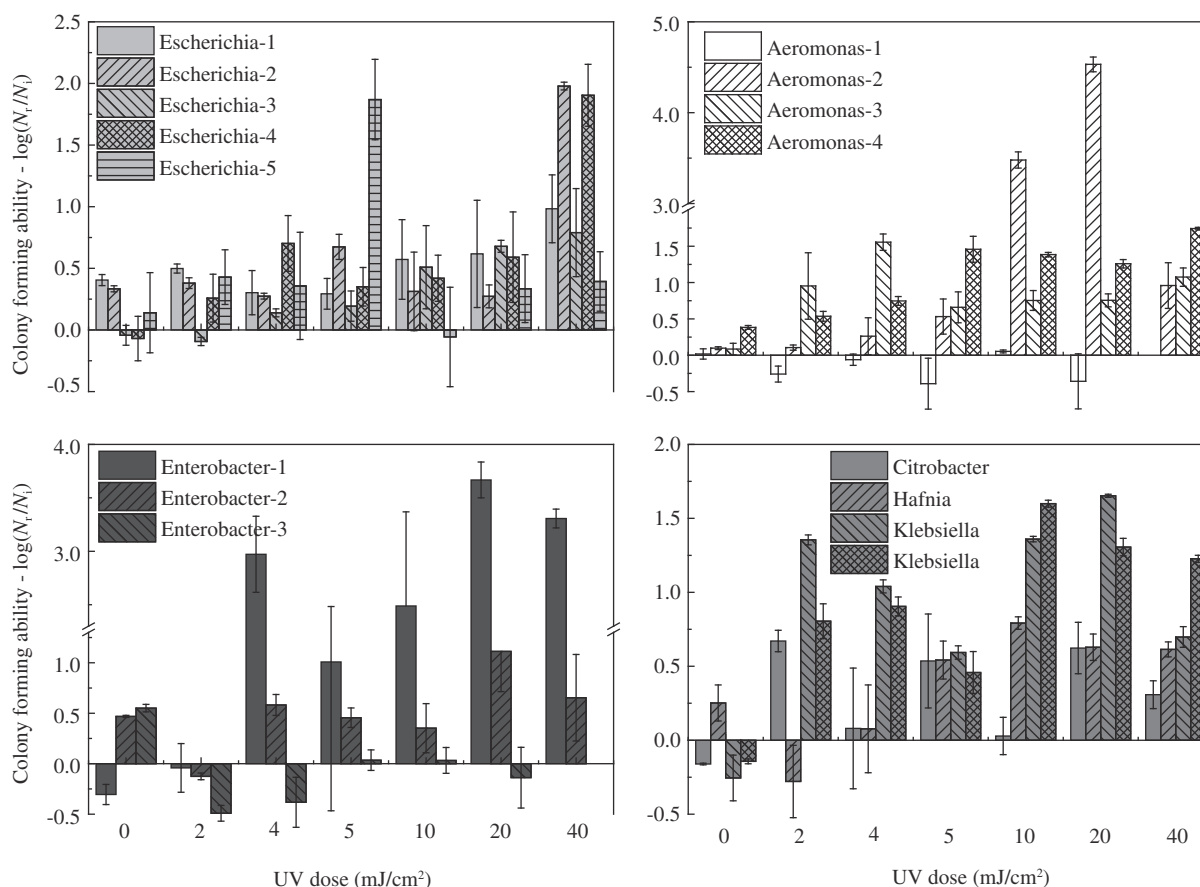 2.5
2.0
1.5
1.0
0.5
0.0
-0.5
Colony forming ability - log(Nr/Ni)
Escherichia-1
Escherichia-2
Escherichia-3
Escherichia-4
Escherichia-5
5.0
4.0
3.0
1.5
1.0
0.5
0.0
-0.5
Aeromonas-1
Aeromonas-2
Aeromonas-3
Aeromonas-4
4.0
3.0
1.0
0.5
0.0
-0.5
Colony forming ability - log(Nr/Ni)
Enterobacter-1
Enterobacter-2
Enterobacter-3
0 2 4 5 10 20 40
UV dose (mJ/cm²)
2.0
1.5
1.0
0.5
0.0
-0.5
Citrobacter
Hafnia
Klebsiella
Klebsiella
0 2 4 5 10 20 40
UV dose (mJ/cm²)